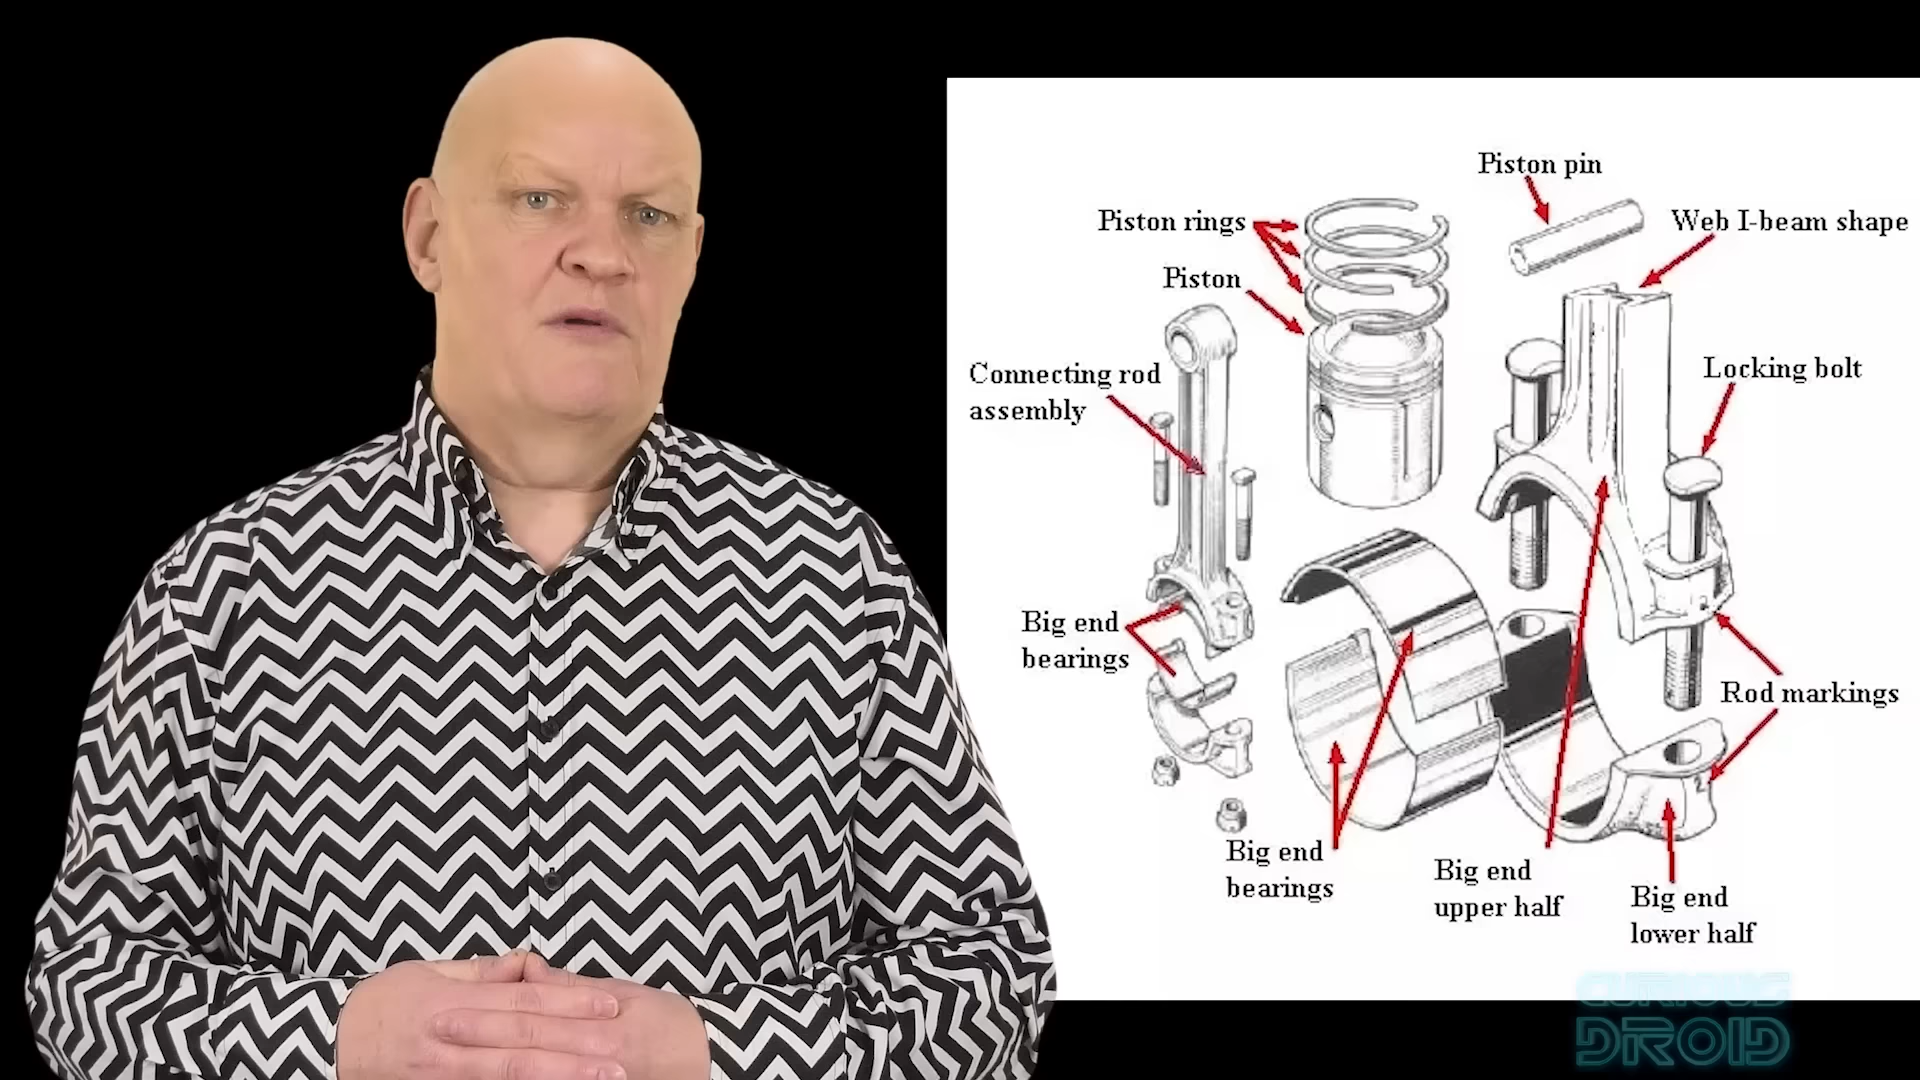 Piston pin
Piston rings
Web I-beam shape
Piston
Locking bolt
Connecting rod
assembly
Big end
bearings
Rod markings
Big end
bearings
Big end
upper half
Big end
lower half
CURIOUS
DROID